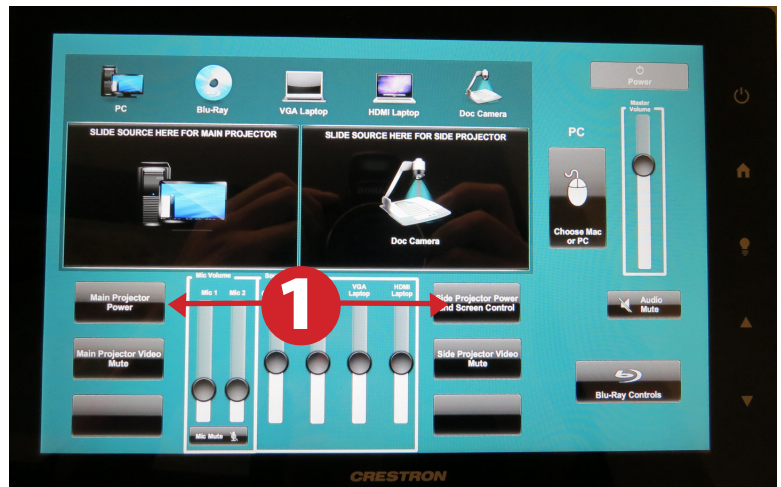 Power
PC
Blu-Ray
VGA Laptop
HDMI Laptop
Doc Camera
Master
Volume
SLIDE SOURCE HERE FOR MAIN PROJECTOR
SLIDE SOURCE HERE FOR SIDE PROJECTOR
PC
Doc Camera
Choose Mac
or PC
Mic Volume
Mic 1
Mic 2
VGA
Laptop
HDMI
Laptop
Main Projector
Power
1
Side Projector Power
and Screen Control
Audio
Mute
Main Projector Video
Mute
Side Projector Video
Mute
Blu-Ray Controls
Mic Mute
CRESTRON